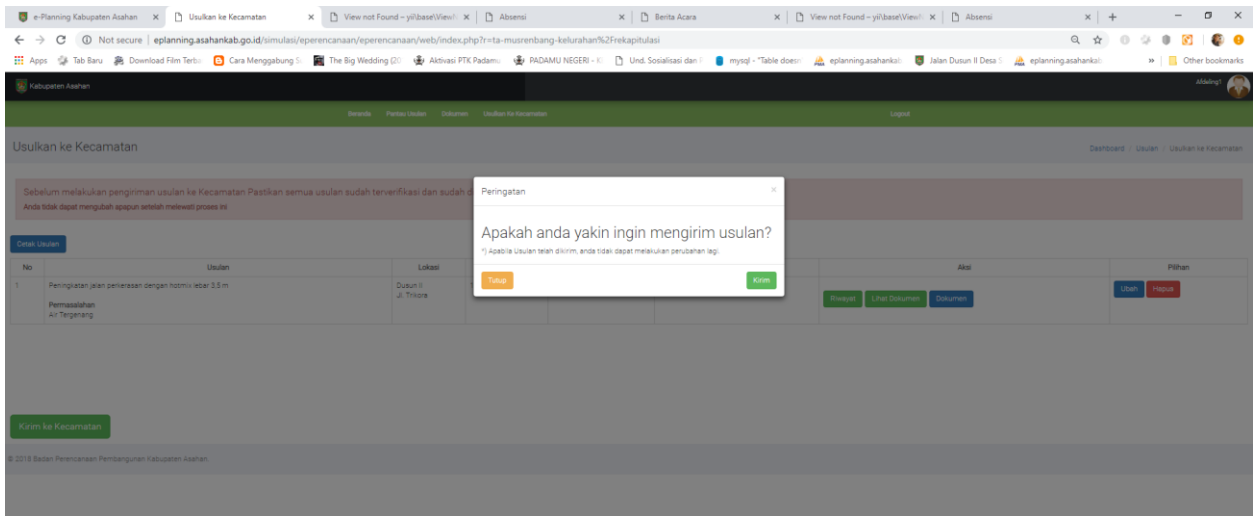 e-Planning Kabupaten Asahan
Usulkan ke Kecamatan
View not Found – yii\base\View\
Absensi
Berita Acara
View not Found – yii\base\View\
Absensi
Not secure | eplanning.asahankab.go.id/simulasi/eperencanaan/eperencanaan/web/index.php?r=ta-musrenbang-kelurahan%2Frekapitulasi
Apps
Tab Baru
Download Film Terba
Cara Menggabung S
The Big Wedding (20
Aktivasi PTK Padamu
PADAMU NEGERI - K
Und. Sosialisasi dan
mysql - "Table doesn
eplanning.asahankab
Jalan Dusun II Desa S
eplanning.asahankab
Other bookmarks
Kabupaten Asahan
Afdeling1
Beranda
Pantau Usulan
Dokumen
Usulkan Ke Kecamatan
Logout
Usulkan ke Kecamatan
Dashboard / Usulan / Usulkan ke Kecamatan
Sebelum melakukan pengiriman usulan ke Kecamatan Pastikan semua usulan sudah terverifikasi dan sudah d
Anda tidak dapat mengubah apapun setelah melewati proses ini
Peringatan
×
Apakah anda yakin ingin mengirim usulan?
*) Apabila Usulan telah dikirim, anda tidak dapat melakukan perubahan lagi.
Tutup
Kirim
Cetak Usulan
No
Usulan
Lokasi
Aksi
Pilihan
1
Peningkatan jalan perkerasan dengan hotmix lebar 3,5 m
Permasalahan
Air Tergenang
Dusun II
Jl. Trikora
Riwayat
Lihat Dokumen
Dokumen
Ubah
Hapus
Kirim ke Kecamatan
© 2018 Badan Perencanaan Pembangunan Kabupaten Asahan